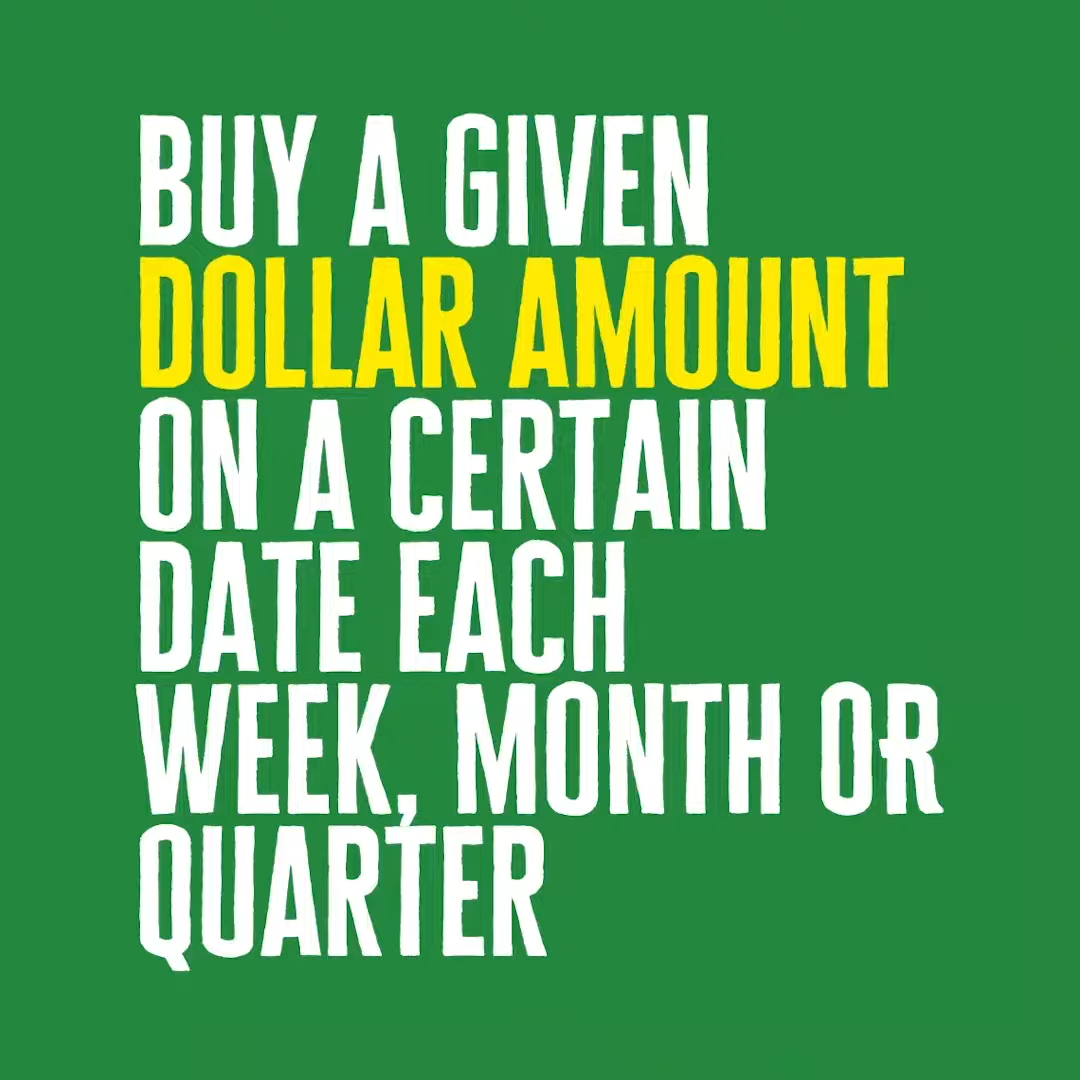 BUY A GIVEN
DOLLAR AMOUNT
ON A CERTAIN
DATE EACH
WEEK, MONTH OR
QUARTER